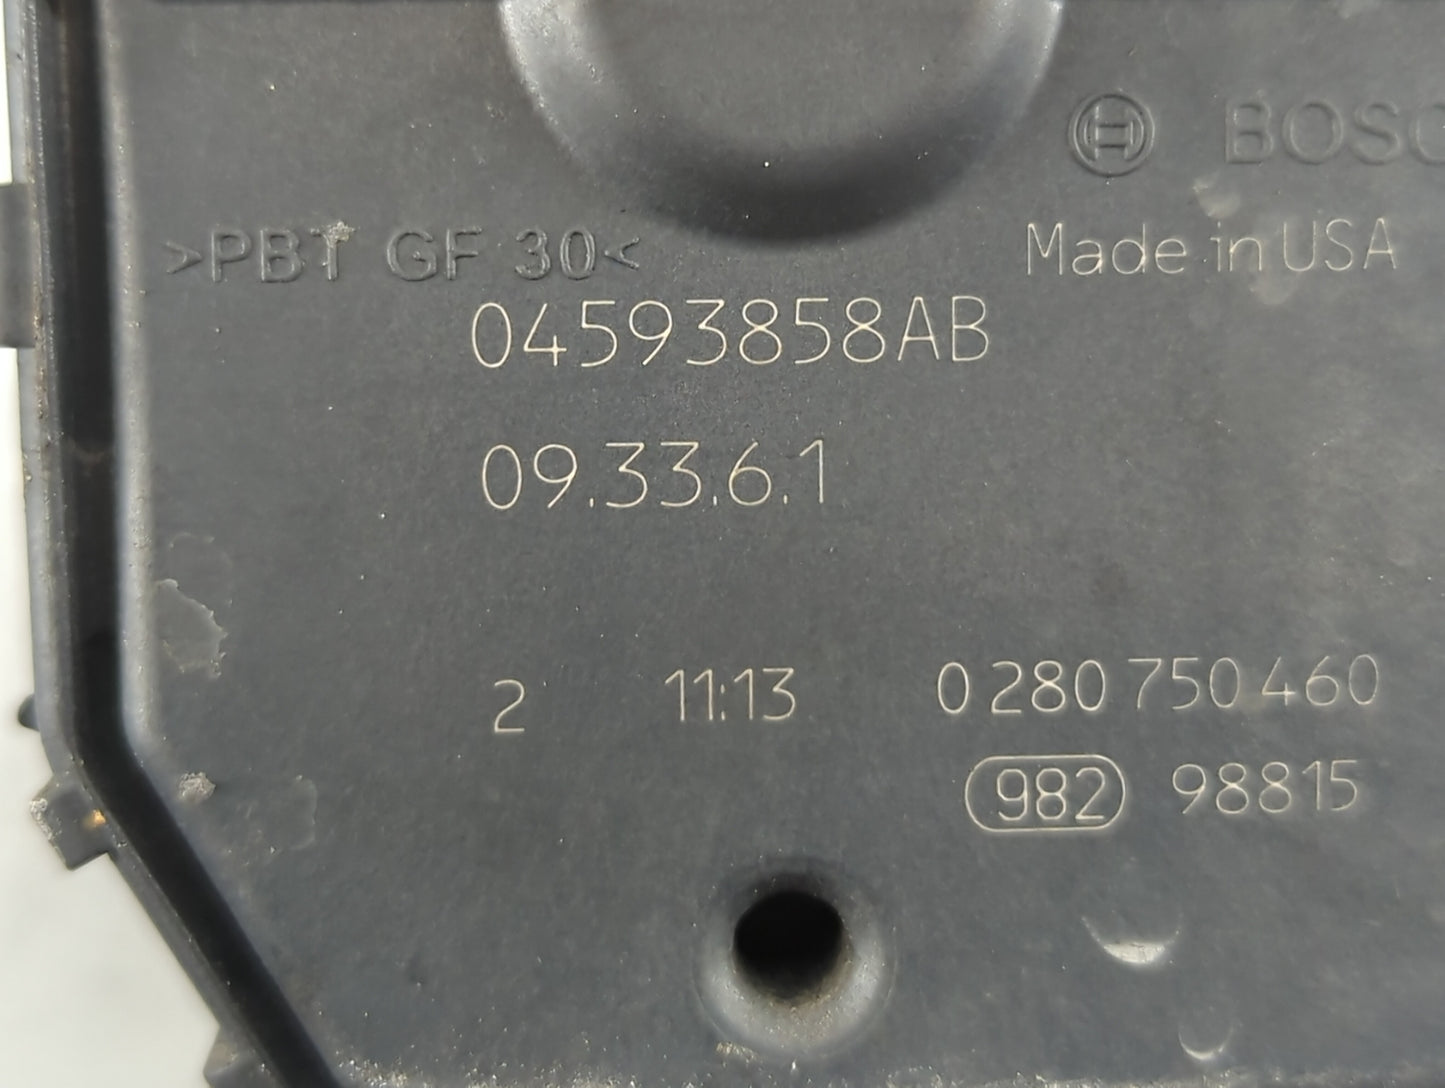 BOSC
Made in USA
>PBT GF 30<
04593858AB
09.33.6.1
2 11:13 0 280 750 460
982 98815